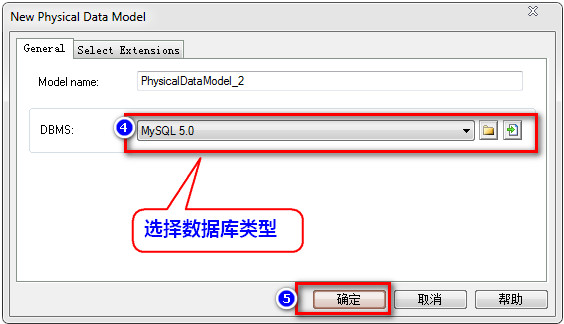 New Physical Data Model
General
Select Extensions
Model name:
PhysicalDataModel_2
DBMS:
4
MySQL 5.0
选择数据库类型
5
确定
取消
帮助